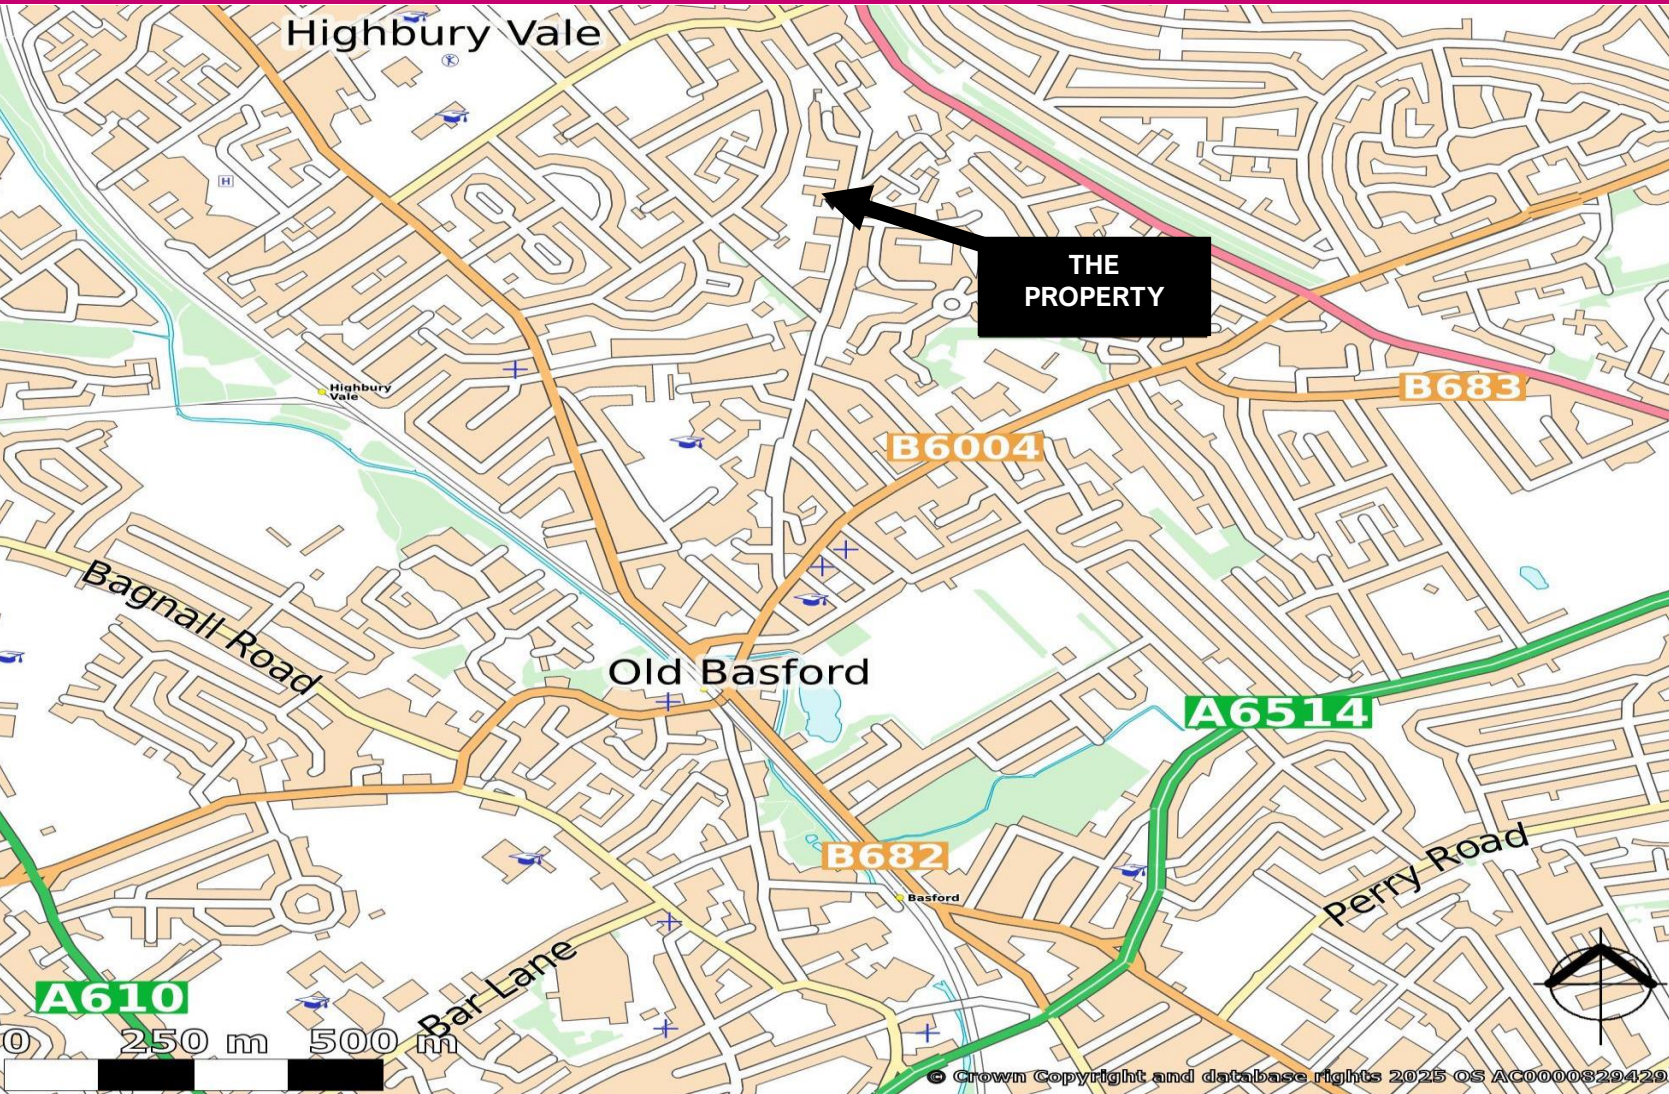 Highbury Vale
H
THE
PROPERTY
Highbury
Vale
B683
B6004
Bagnall Road
Old Basford
A6514
B682
Perry Road
Basford
Bar Lane
A610
0 250 m 500 m
© Crown Copyright and database rights 2025 OS AC0000829429